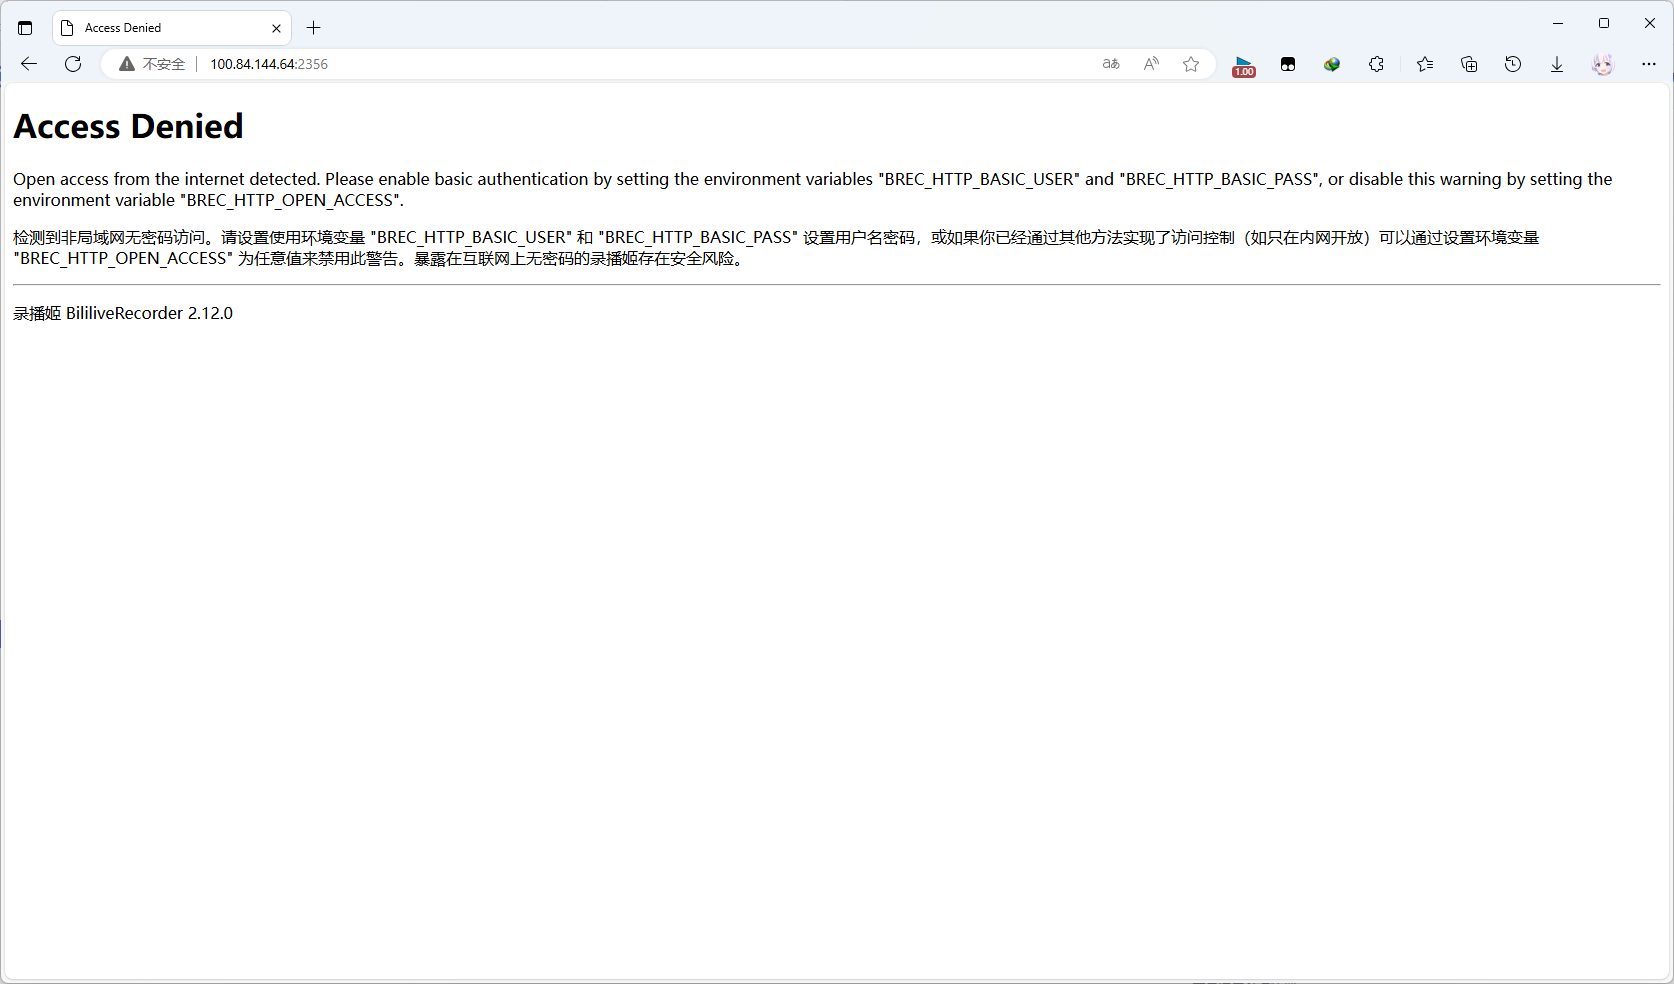 Access Denied
不安全
100.84.144.64:2356
aあ
A
1.00
Access Denied
Open access from the internet detected. Please enable basic authentication by setting the environment variables "BREC_HTTP_BASIC_USER" and "BREC_HTTP_BASIC_PASS", or disable this warning by setting the
environment variable "BREC_HTTP_OPEN_ACCESS".
检测到非局域网无密码访问。请设置使用环境变量 "BREC_HTTP_BASIC_USER" 和 "BREC_HTTP_BASIC_PASS" 设置用户名密码，或如果你已经通过其他方法实现了访问控制（如只在内网开放）可以通过设置环境变量
"BREC_HTTP_OPEN_ACCESS" 为任意值来禁用此警告。暴露在互联网上无密码的录播姬存在安全风险。
录播姬 BililiveRecorder 2.12.0